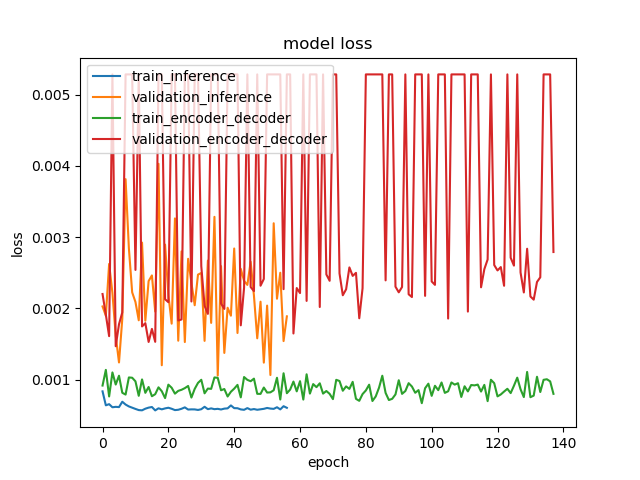 model loss
train_inference
validation_inference
train_encoder_decoder
validation_encoder_decoder
0.005
0.004
0.003
0.002
0.001
loss
0 20 40 60 80 100 120 140
epoch